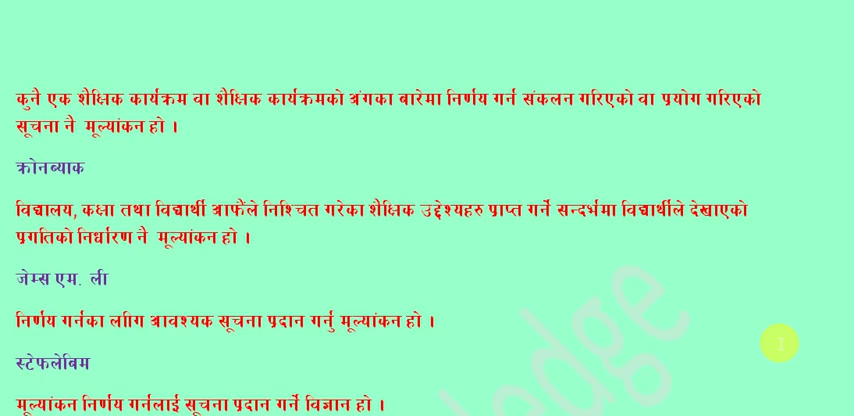 कुनै एक शैक्षिक कार्यक्रम वा शैक्षिक कार्यक्रमको अंगका बारेमा निर्णय गर्न संकलन गरिएको वा प्रयोग गरिएको
सूचना नै मूल्यांकन हो ।
क्रोनब्याक
विद्यालय, कक्षा तथा विद्यार्थी आफैंले निश्चित गरेका शैक्षिक उद्देश्यहरु प्राप्त गर्ने सन्दर्भमा विद्यार्थीले देखाएको
प्रगतिको निर्धारण नै मूल्यांकन हो ।
जेम्स एम. ली
निर्णय गर्नका लागि आवश्यक सूचना प्रदान गर्नु मूल्यांकन हो ।
स्टेफलेबिम
मूल्यांकन निर्णय गर्नलाई सूचना प्रदान गर्ने विज्ञान हो ।